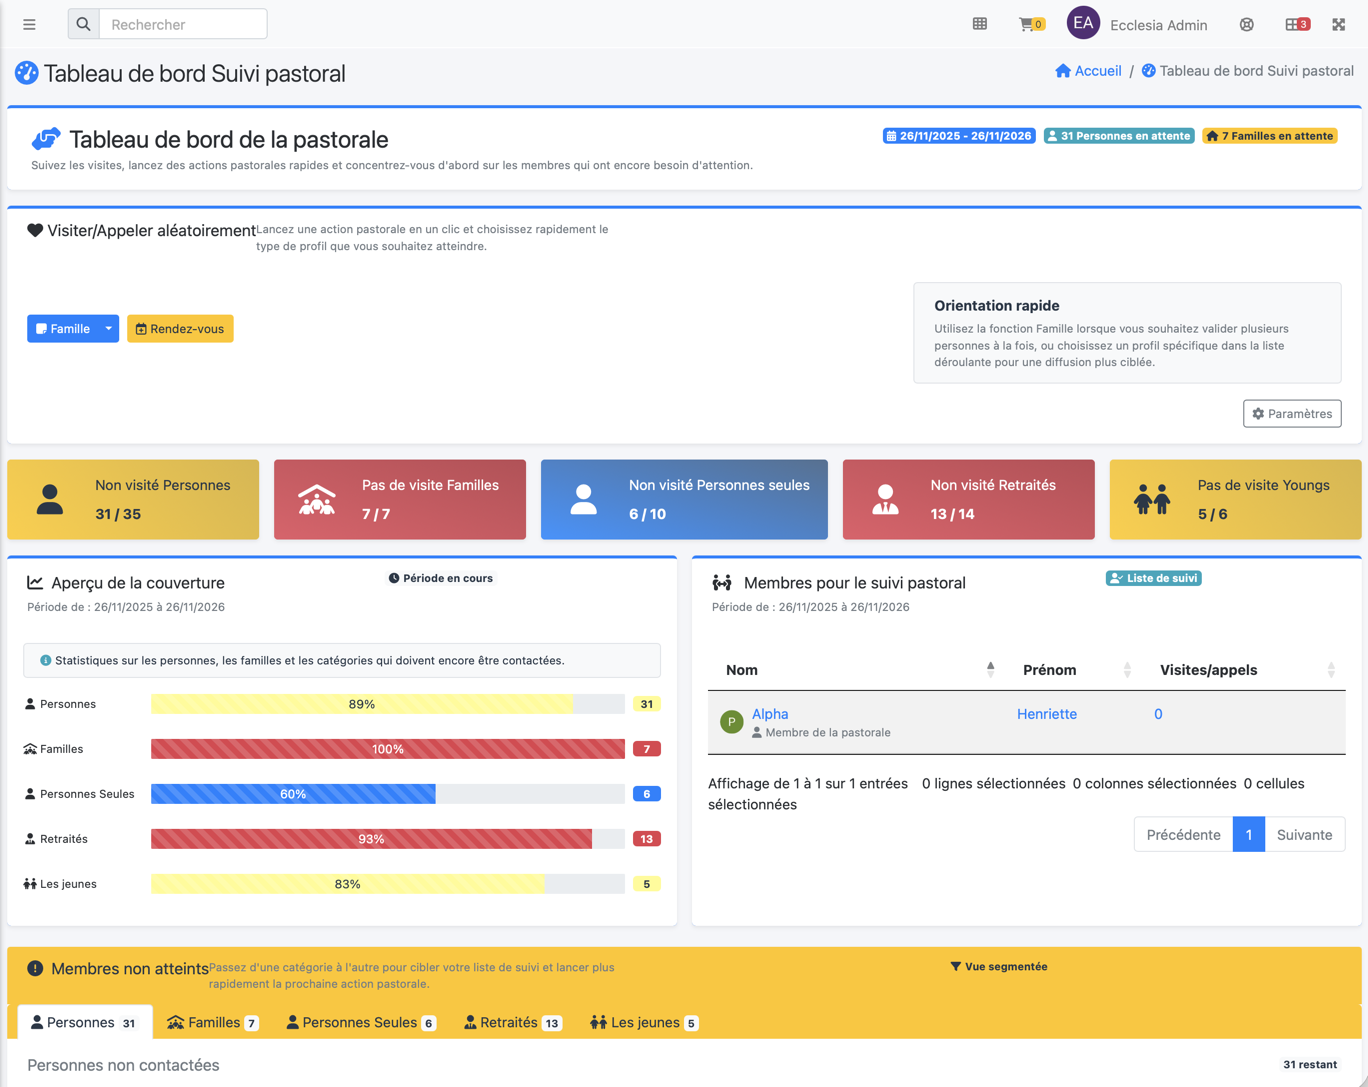 Rechercher
0
EA
Ecclesia Admin
3
Tableau de bord Suivi pastoral
Accueil / Tableau de bord Suivi pastoral
Tableau de bord de la pastorale
26/11/2025 - 26/11/2026
31 Personnes en attente
7 Familles en attente
Suivez les visites, lancez des actions pastorales rapides et concentrez-vous d'abord sur les membres qui ont encore besoin d'attention.
Visiter/Appeler aléatoirement
Lancez une action pastorale en un clic et choisissez rapidement le
type de profil que vous souhaitez atteindre.
Famille
Rendez-vous
Orientation rapide
Utilisez la fonction Famille lorsque vous souhaitez valider plusieurs
personnes à la fois, ou choisissez un profil spécifique dans la liste
déroulante pour une diffusion plus ciblée.
Paramètres
Non visité Personnes
31 / 35
Pas de visite Familles
7 / 7
Non visité Personnes seules
6 / 10
Non visité Retraités
13 / 14
Pas de visite Youngs
5 / 6
Aperçu de la couverture
Période en cours
Période de : 26/11/2025 à 26/11/2026
Statistiques sur les personnes, les familles et les catégories qui doivent encore être contactées.
Personnes 89% 31
Familles 100% 7
Personnes Seules 60% 6
Retraités 93% 13
Les jeunes 83% 5
Membres pour le suivi pastoral
Liste de suivi
Période de : 26/11/2025 à 26/11/2026
Nom Prénom Visites/appels
P Alpha Henriette 0
Membre de la pastorale
Affichage de 1 à 1 sur 1 entrées 0 lignes sélectionnées 0 colonnes sélectionnées 0 cellules
sélectionnées
Précédente 1 Suivante
Membres non atteints
Passez d'une catégorie à l'autre pour cibler votre liste de suivi et lancer plus
rapidement la prochaine action pastorale.
Vue segmentée
Personnes 31 Familles 7 Personnes Seules 6 Retraités 13 Les jeunes 5
Personnes non contactées
31 restant